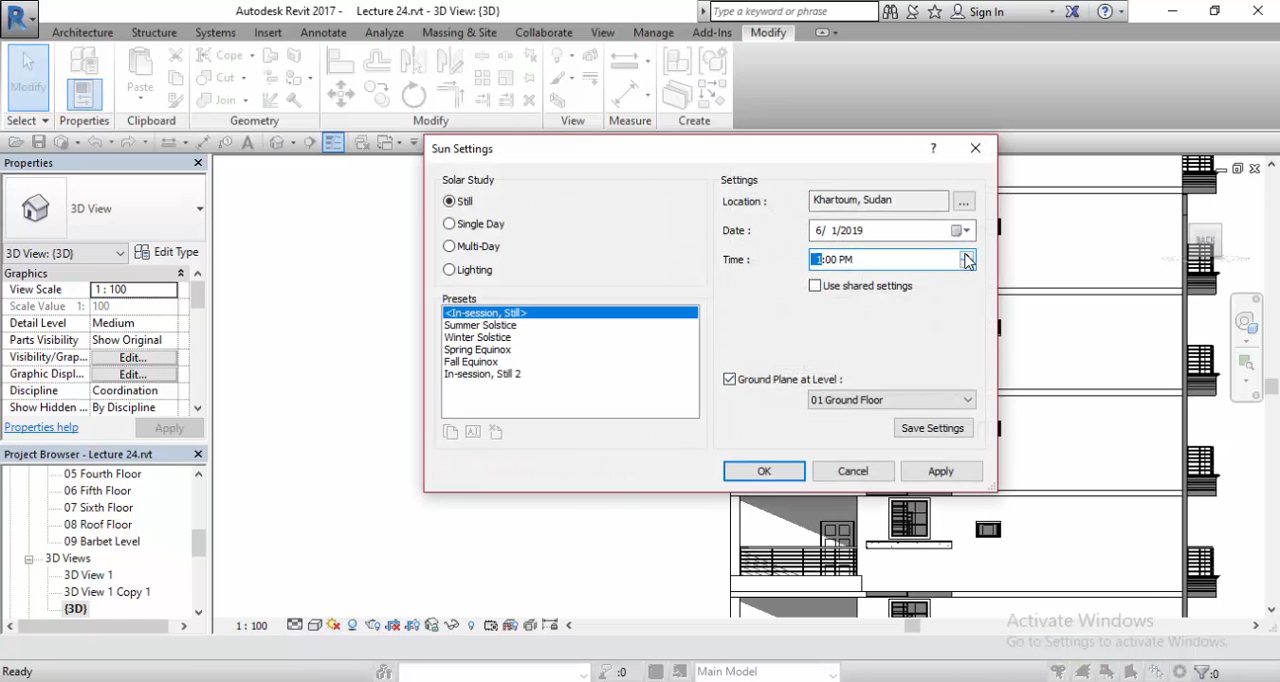 Autodesk Revit 2017 - Lecture 24.rvt - 3D View: {3D}
Type a keyword or phrase
Sign In
Architecture Structure Systems Insert Annotate Analyze Massing & Site Collaborate View Manage Add-Ins Modify
Modify
Paste
Cope
Cut
Join
Select Properties Clipboard Geometry Modify View Measure Create
Properties
3D View
3D View: {3D}
Edit Type
Graphics
View Scale 1 : 100
Scale Value 1: 100
Detail Level Medium
Parts Visibility Show Original
Visibility/Grap... Edit...
Graphic Displ... Edit...
Discipline Coordination
Show Hidden By Discipline
Properties help
Apply
Project Browser - Lecture 24.rvt
05 Fourth Floor
06 Fifth Floor
07 Sixth Floor
08 Roof Floor
09 Barbet Level
3D Views
3D View 1
3D View 1 Copy 1
{3D}
Sun Settings
Solar Study
Still
Single Day
Multi-Day
Lighting
Presets
<In-session, Still>
Summer Solstice
Winter Solstice
Spring Equinox
Fall Equinox
In-session, Still 2
Settings
Location : Khartoum, Sudan ...
Date : 6/ 1/2019
Time : 1:00 PM
Use shared settings
Ground Plane at Level :
01 Ground Floor
Save Settings
OK Cancel Apply
BACK
1 : 100
Activate Windows
Go to Settings to activate Windows.
Ready
:0
Main Model
:0